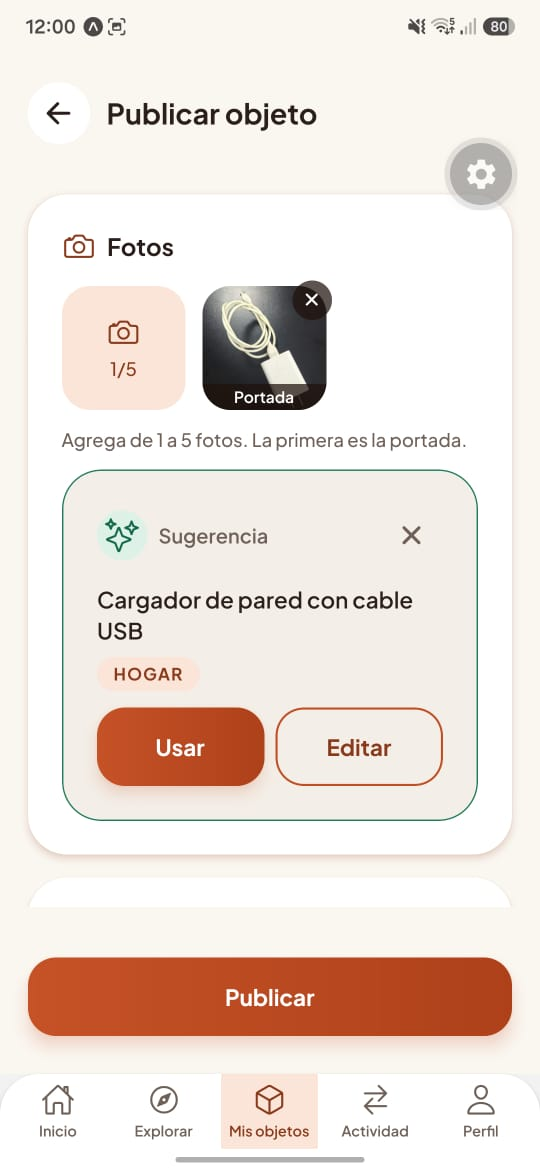 12:00
5
80
Publicar objeto
Fotos
1/5
Portada
Agrega de 1 a 5 fotos. La primera es la portada.
Sugerencia
Cargador de pared con cable
USB
HOGAR
Usar
Editar
Publicar
Inicio
Explorar
Mis objetos
Actividad
Perfil